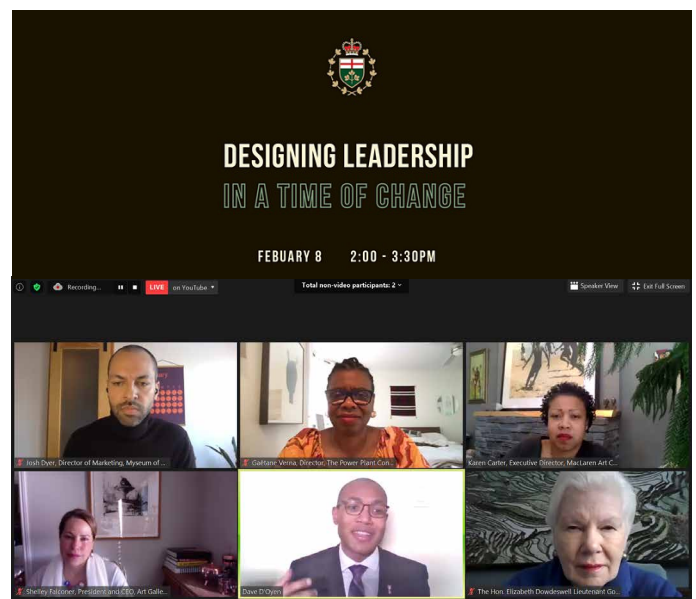 DESIGNING LEADERSHIP
IN A TIME OF CHANGE
FEBUARY 8 2:00 - 3:30PM
Recording...
LIVE on YouTube
Total non-video participants: 2
Speaker View
Exit Full Screen
Josh Dyer, Director of Marketing, Myseum of ...
Gaëtane Verna, Director, The Power Plant Con...
Karen Carter, Executive Director, MacLaren Art C...
Shelley Falconer, President and CEO, Art Galle...
Dave D'Oyen
The Hon. Elizabeth Dowdeswell Lieutenant Go...